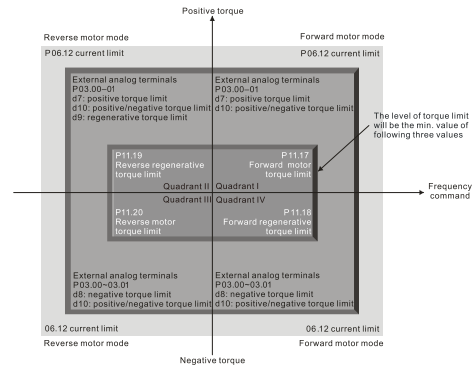 Positive torque
Reverse motor mode
Forward motor mode
P06.12 current limit
P06.12 current limit
External analog terminals
P03.00~01
d7: positive torque limit
d10: positive/negative torque limit
d9: regenerative torque limit
External analog terminals
P03.00~01
d7: positive torque limit
d10: positive/negative torque limit
The level of torque limit
will be the min. value of
following three values
P11.19
Reverse regenerative
torque limit
P11.17
Forward motor
torque limit
Quadrant II
Quadrant I
Frequency
command
Quadrant III
Quadrant IV
P11.20
Reverse motor
torque limit
P11.18
Forward regenerative
torque limit
External analog terminals
P03.00~03.01
d8: negative torque limit
d10: positive/negative torque limit
External analog terminals
P03.00~03.01
d8: negative torque limit
d10: positive/negative torque limit
06.12 current limit
06.12 current limit
Reverse motor mode
Forward motor mode
Negative torque